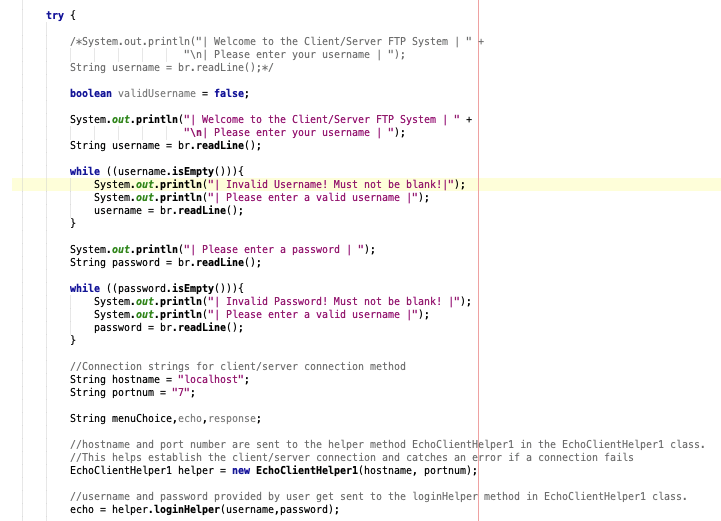 try {
/*System.out.println("| Welcome to the Client/Server FTP System | " +
"\n| Please enter your username | ");
String username = br.readLine();*/
boolean validUsername = false;
System.out.println("| Welcome to the Client/Server FTP System | " +
"\n| Please enter your username | ");
String username = br.readLine();
while ((username.isEmpty())){
System.out.println("| Invalid Username! Must not be blank!|");
System.out.println("| Please enter a valid username |");
username = br.readLine();
}
System.out.println("| Please enter a password | ");
String password = br.readLine();
while ((password.isEmpty())){
System.out.println("| Invalid Password! Must not be blank! |");
System.out.println("| Please enter a valid username |");
password = br.readLine();
}
//Connection strings for client/server connection method
String hostname = "localhost";
String portnum = "7";
String menuChoice,echo,response;
//hostname and port number are sent to the helper method EchoClientHelper1 in the EchoClientHelper1 class.
//This helps establish the client/server connection and catches an error if a connection fails
EchoClientHelper1 helper = new EchoClientHelper1(hostname, portnum);
//username and password provided by user get sent to the loginHelper method in EchoClientHelper1 class.
echo = helper.loginHelper(username,password);